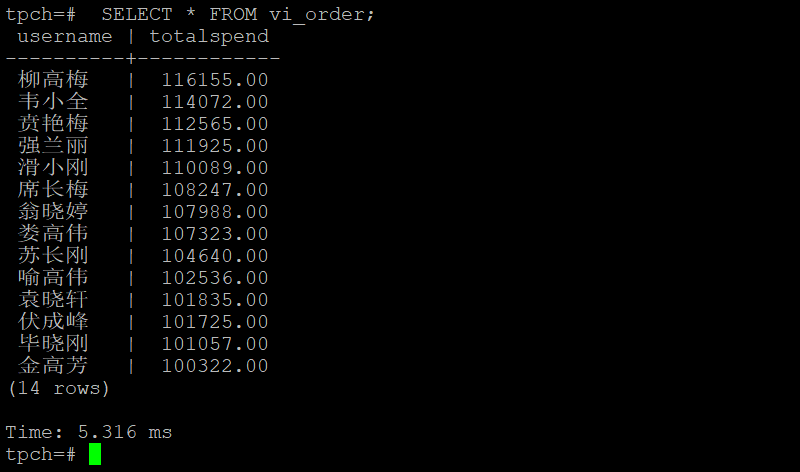 tpch=#  SELECT * FROM vi_order;
 username | totalspend
----------+------------
 柳高梅   |  116155.00
 韦小全   |  114072.00
 贲艳梅   |  112565.00
 强兰丽   |  111925.00
 滑小刚   |  110089.00
 席长梅   |  108247.00
 翁晓婷   |  107988.00
 娄高伟   |  107323.00
 苏长刚   |  104640.00
 喻高伟   |  102536.00
 袁晓轩   |  101835.00
 伏成峰   |  101725.00
 毕晓刚   |  101057.00
 金高芳   |  100322.00
(14 rows)

Time: 5.316 ms
tpch=#